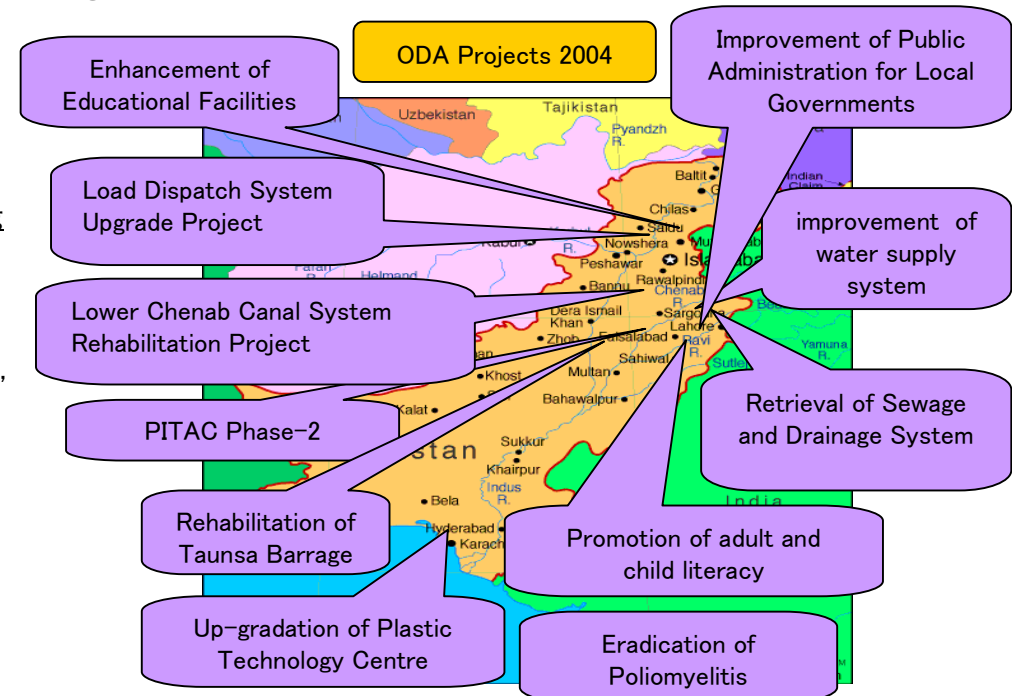 ODA Projects 2004
Improvement of Public
Administration for Local
Governments
Enhancement of
Educational Facilities
Load Dispatch System
Upgrade Project
improvement of
water supply
system
Lower Chenab Canal System
Rehabilitation Project
PITAC Phase-2
Retrieval of Sewage
and Drainage System
Rehabilitation of
Taunsa Barrage
Promotion of adult and
child literacy
Up-gradation of Plastic
Technology Centre
Eradication of
Poliomyelitis
Uzbekistan
Tajikistan
Pyandzh
R.
Baltit
Indian
Claim
Chilas
Saidu
Nowshera
R.
Peshawar
Helmand
Rawalpindi
Bannu
Chenab
R.
Dera Ismail
Khan
Lahore
Zhob
Faisalabad
Ravi
R.
Yamuna
R.
Sahiwal
Khost
Multan
Kalat
Bahawalpur
stan
Sukkur
Khairpur
Indus
R.
Bela
India
Hyderabad
Karach